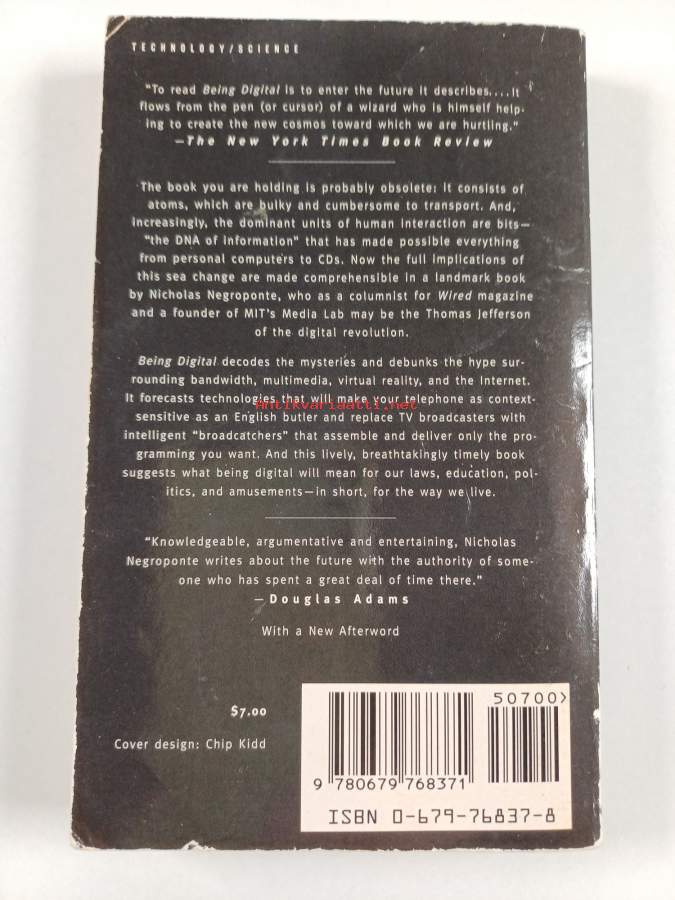 TECHNOLOGY/SCIENCE
“To read Being Digital is to enter the future it describes....It
flows from the pen (or cursor) of a wizard who is himself help-
ing to create the new cosmos toward which we are hurtling.”
—The New York Times Book Review
The book you are holding is probably obsolete: it consists of
atoms, which are bulky and cumbersome to transport. And,
increasingly, the dominant units of human interaction are bits—
“the DNA of information” that has made possible everything
from personal computers to CDs. Now the full implications of
this sea change are made comprehensible in a landmark book
by Nicholas Negroponte, who as a columnist for Wired magazine
and a founder of MIT’s Media Lab may be the Thomas Jefferson
of the digital revolution.
Being Digital decodes the mysteries and debunks the hype sur-
rounding bandwidth, multimedia, virtual reality, and the Internet.
It forecasts technologies that will make your telephone as context-
Antikvariaatti.net
sensitive as an English butler and replace TV broadcasters with
intelligent “broadcatchers” that assemble and deliver only the pro-
gramming you want. And this lively, breathtakingly timely book
suggests what being digital will mean for our laws, education, pol-
itics, and amusements—in short, for the way we live.
“Knowledgeable, argumentative and entertaining, Nicholas
Negroponte writes about the future with the authority of some-
one who has spent a great deal of time there.”
—Douglas Adams
With a New Afterword
$7.00
Cover design: Chip Kidd
50700>
9 780679 768371
ISBN 0-679-76837-8